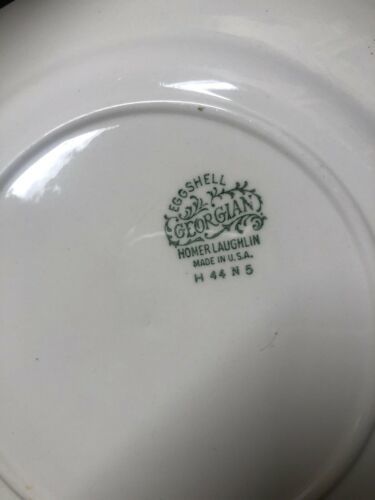 EGGSHELL
GEORGIAN
HOMER LAUGHLIN
MADE IN U.S.A.
H 44 N 5